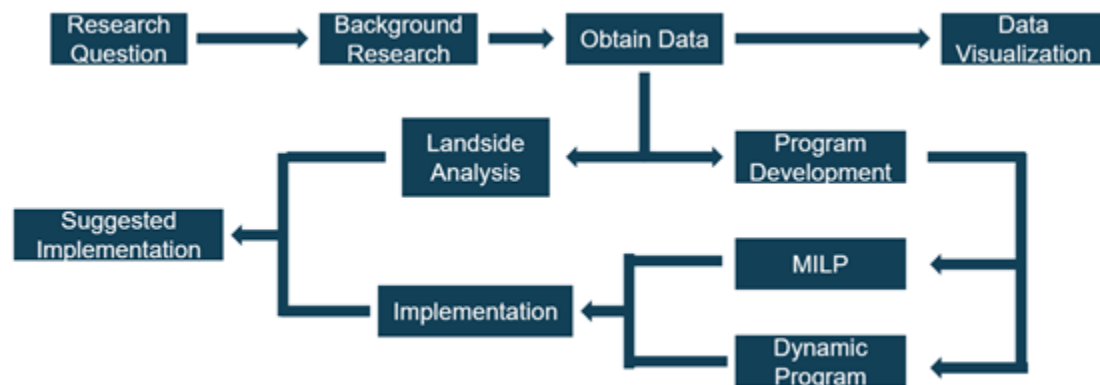 Research
Question
Background
Research
Obtain Data
Data
Visualization
Landside
Analysis
Program
Development
Suggested
Implementation
MILP
Implementation
Dynamic
Program